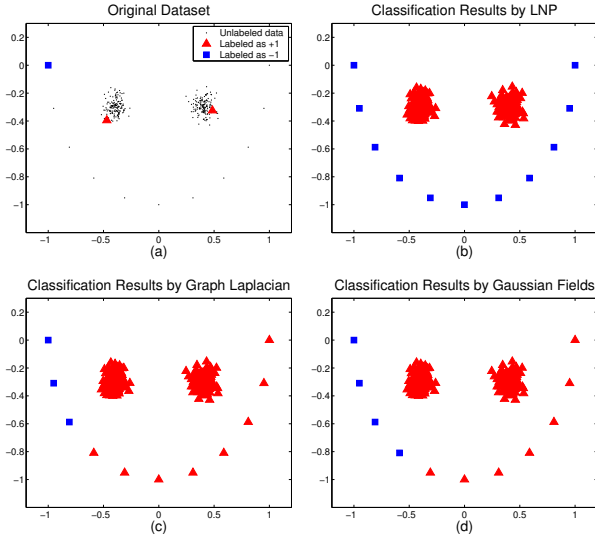 Original Dataset
Unlabeled data
Labeled as +1
Labeled as −1
0.2
0
−0.2
−0.4
−0.6
−0.8
−1
−1 −0.5 0 0.5 1
(a)
Classification Results by LNP
0.2
0
−0.2
−0.4
−0.6
−0.8
−1
−1 −0.5 0 0.5 1
(b)
Classification Results by Graph Laplacian
0.2
0
−0.2
−0.4
−0.6
−0.8
−1
−1 −0.5 0 0.5 1
(c)
Classification Results by Gaussian Fields
0.2
0
−0.2
−0.4
−0.6
−0.8
−1
−1 −0.5 0 0.5 1
(d)